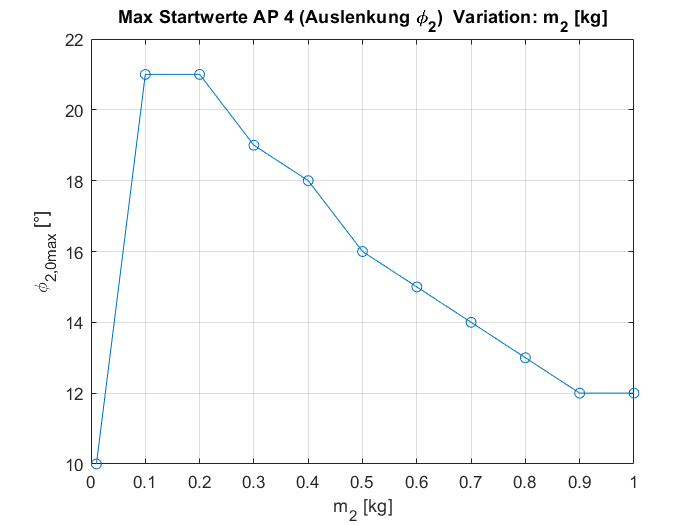 Max Startwerte AP 4 (Auslenkung ϕ₂) Variation: m₂ [kg]
22
20
18
16
14
12
10
ϕ₂,₀ₘₐₓ [°]
0 0.1 0.2 0.3 0.4 0.5 0.6 0.7 0.8 0.9 1
m₂ [kg]